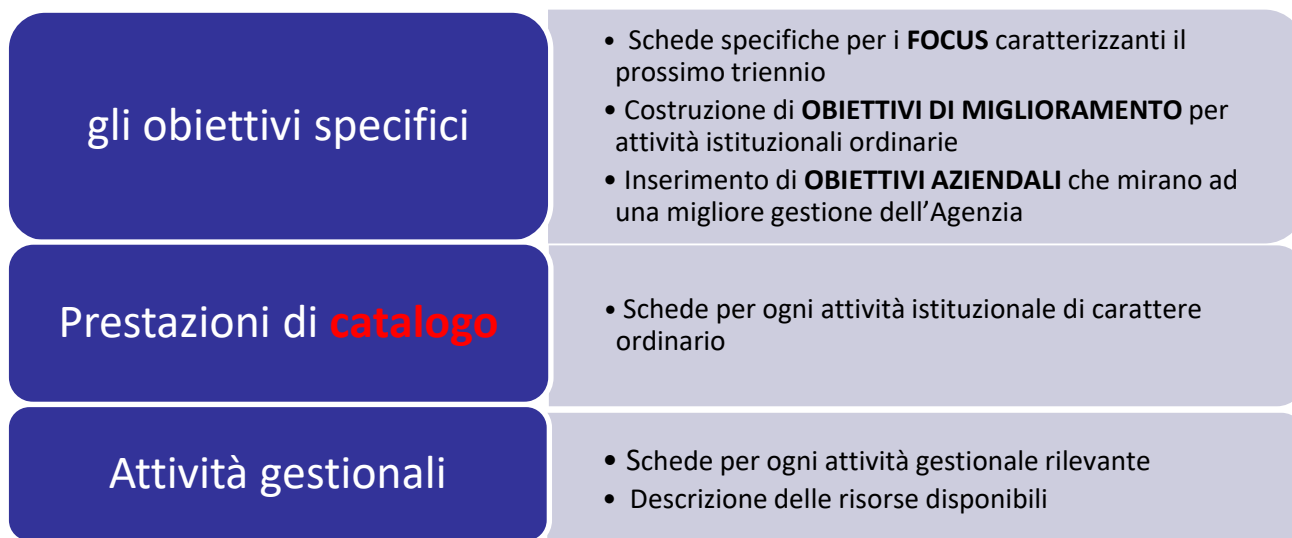 gli obiettivi specifici
• Schede specifiche per i FOCUS caratterizzanti il
prossimo triennio
• Costruzione di OBIETTIVI DI MIGLIORAMENTO per
attività istituzionali ordinarie
• Inserimento di OBIETTIVI AZIENDALI che mirano ad
una migliore gestione dell’Agenzia
Prestazioni di catalogo
• Schede per ogni attività istituzionale di carattere
ordinario
Attività gestionali
• Schede per ogni attività gestionale rilevante
• Descrizione delle risorse disponibili